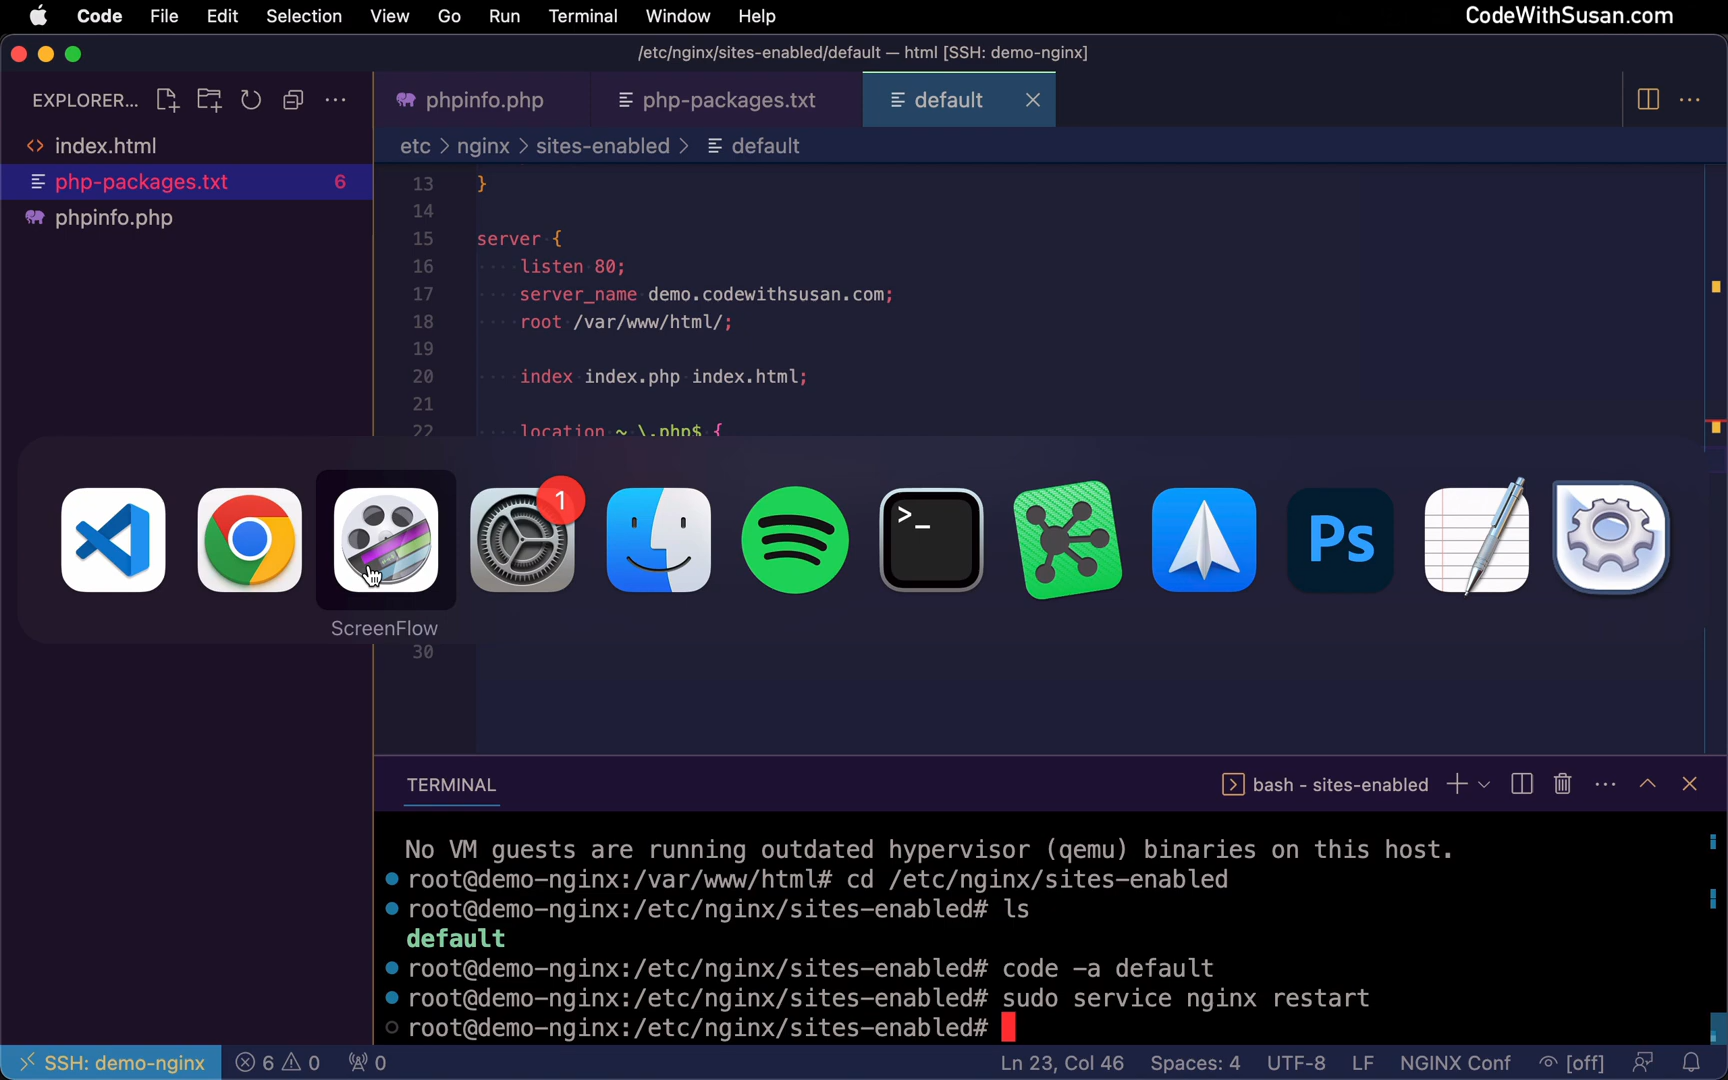 Code File Edit Selection View Go Run Terminal Window Help CodeWithSusan.com
/etc/nginx/sites-enabled/default — html [SSH: demo-nginx]
EXPLORER... phpinfo.php php-packages.txt default
etc > nginx > sites-enabled > default
index.html
php-packages.txt 6
phpinfo.php
13 }
14
15 server {
16 listen 80;
17 server_name demo.codewithsusan.com;
18 root /var/www/html/;
19
20 index index.php index.html;
21
22 location ~ \.php$ {
1
>_
Ps
ScreenFlow
30
TERMINAL bash - sites-enabled
No VM guests are running outdated hypervisor (qemu) binaries on this host.
root@demo-nginx:/var/www/html# cd /etc/nginx/sites-enabled
root@demo-nginx:/etc/nginx/sites-enabled# ls
default
root@demo-nginx:/etc/nginx/sites-enabled# code -a default
root@demo-nginx:/etc/nginx/sites-enabled# sudo service nginx restart
root@demo-nginx:/etc/nginx/sites-enabled#
SSH: demo-nginx 6 0 0 Ln 23, Col 46 Spaces: 4 UTF-8 LF NGINX Conf [off]